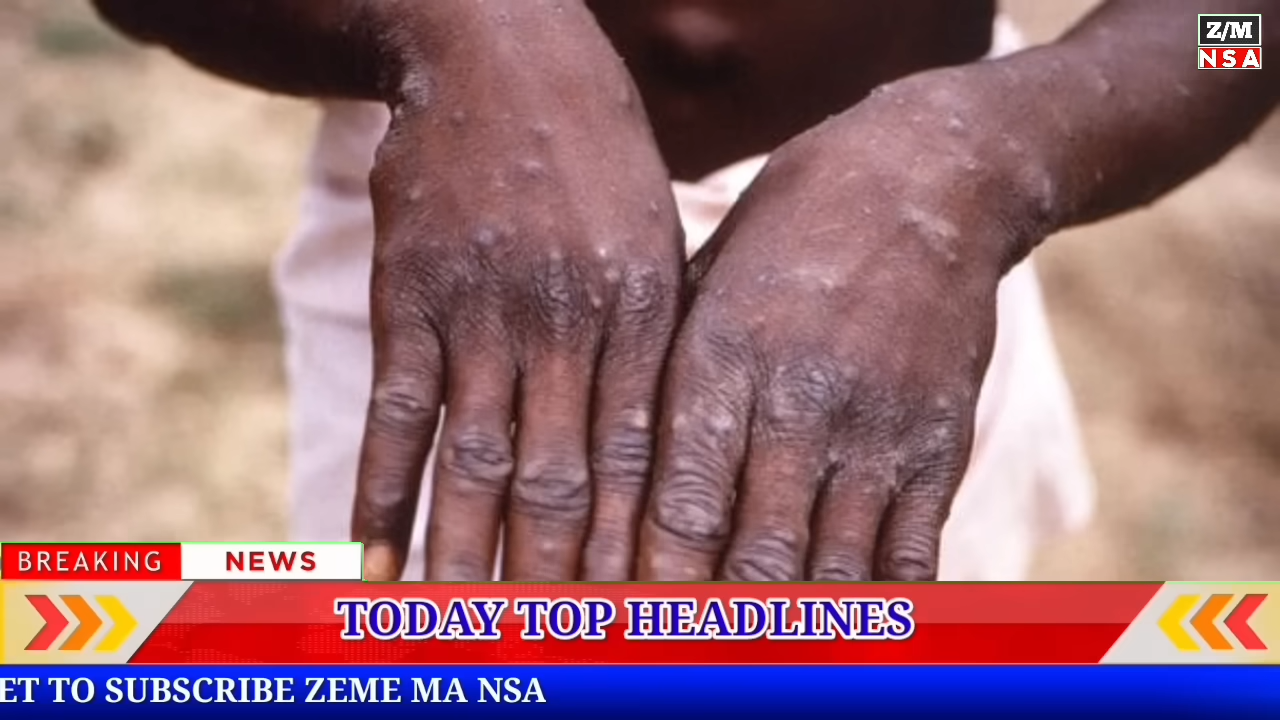 Z/M
NSA
BREAKING NEWS
TODAY TOP HEADLINES
ET TO SUBSCRIBE ZEME MA NSA